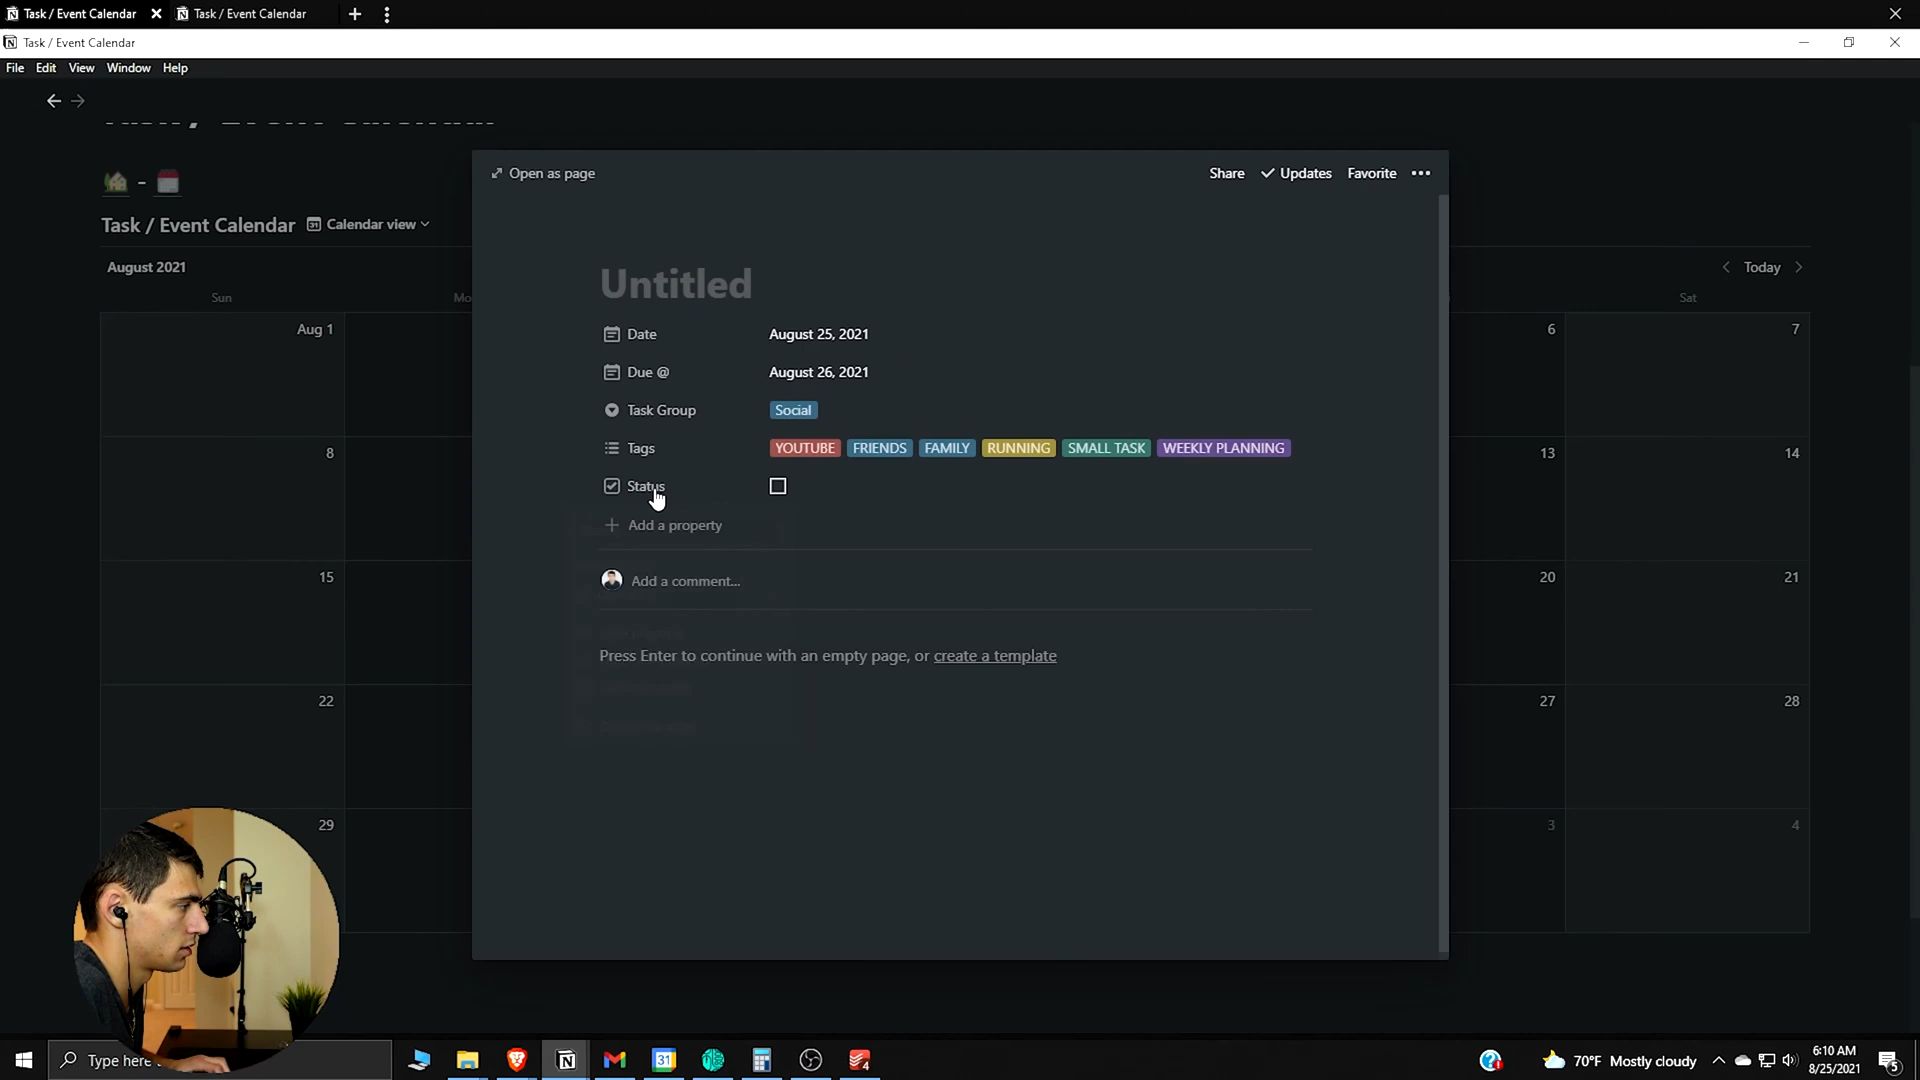 Task / Event Calendar
Task / Event Calendar
Task / Event Calendar
File Edit View Window Help
Task / Event Calendar Calendar view
August 2021
Today
Sun
Mo
Sat
Aug 1
6
7
8
13
14
15
20
21
22
27
28
29
3
4
Open as page
Share Updates Favorite
Untitled
Date August 25, 2021
Due @ August 26, 2021
Task Group Social
Tags YOUTUBE FRIENDS FAMILY RUNNING SMALL TASK WEEKLY PLANNING
Status
Add a property
Add a comment...
Press Enter to continue with an empty page, or create a template
Type here
31
4
70°F Mostly cloudy
6:10 AM
8/25/2021
5